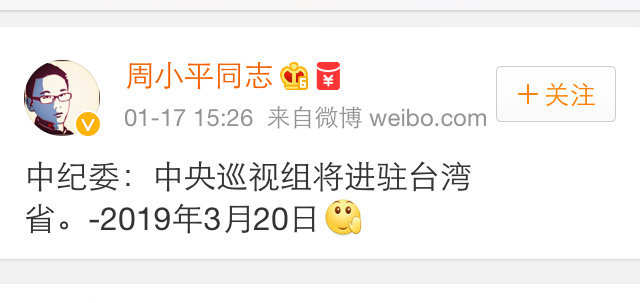 周小平同志
01-17 15:26 来自微博 weibo.com
+关注
中纪委：中央巡视组将进驻台湾
省。-2019年3月20日